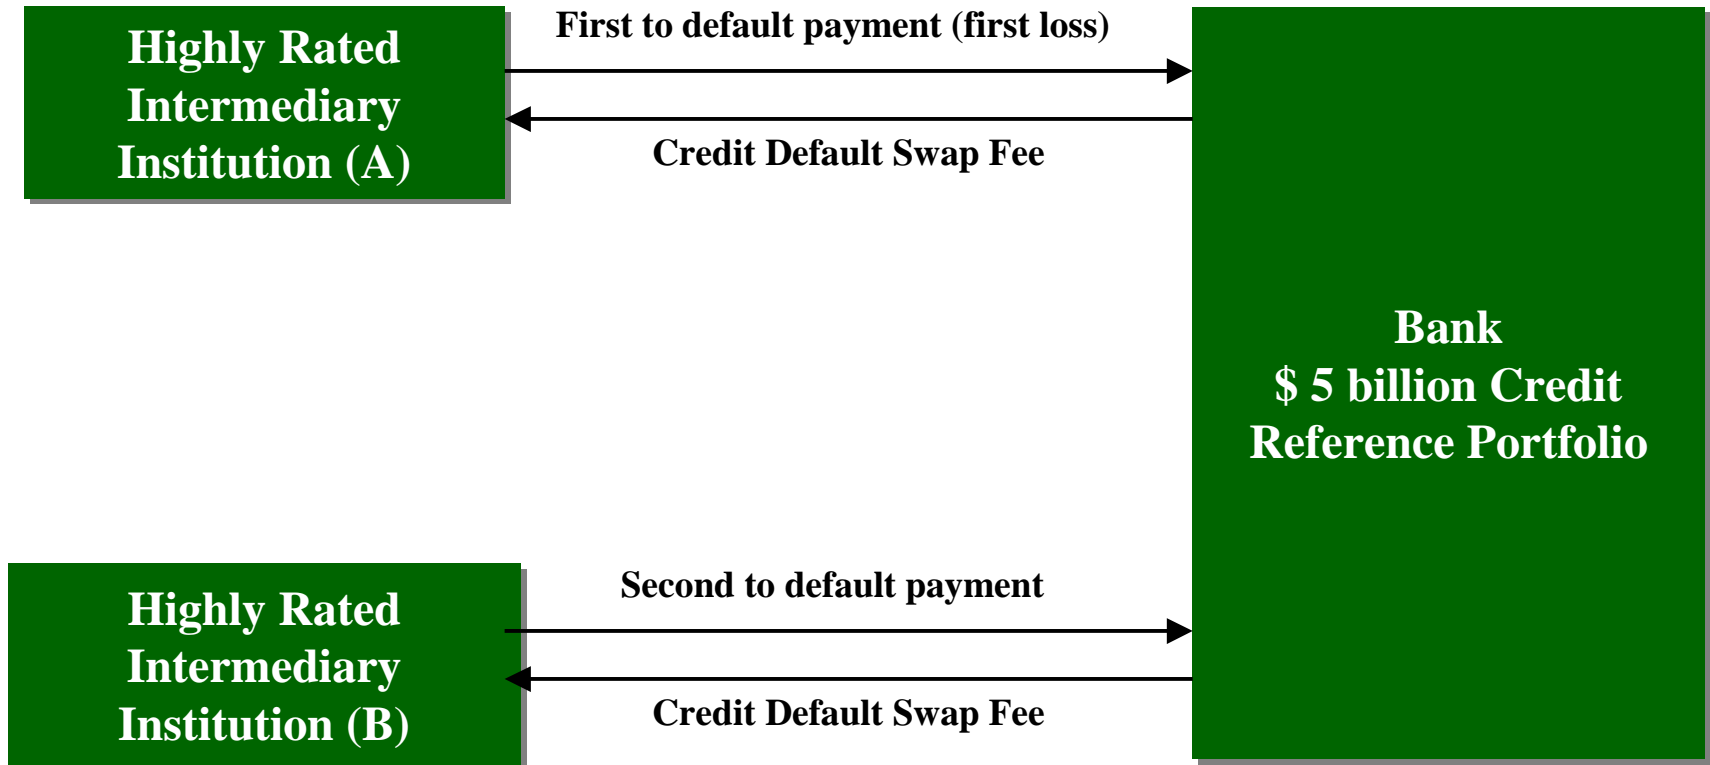 Highly Rated
Intermediary
Institution (A)
First to default payment (first loss)
Credit Default Swap Fee
Bank
$ 5 billion Credit
Reference Portfolio
Highly Rated
Intermediary
Institution (B)
Second to default payment
Credit Default Swap Fee